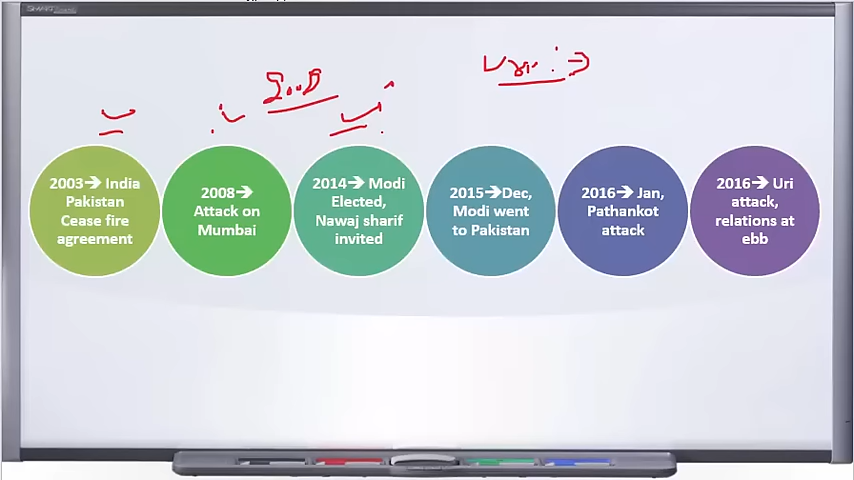 2003→ India
Pakistan
Cease fire
agreement
2008→
Attack on
Mumbai
2014→ Modi
Elected,
Nawaj sharif
invited
2015→Dec,
Modi went
to Pakistan
2016→ Jan,
Pathankot
attack
2016→ Uri
attack,
relations at
ebb